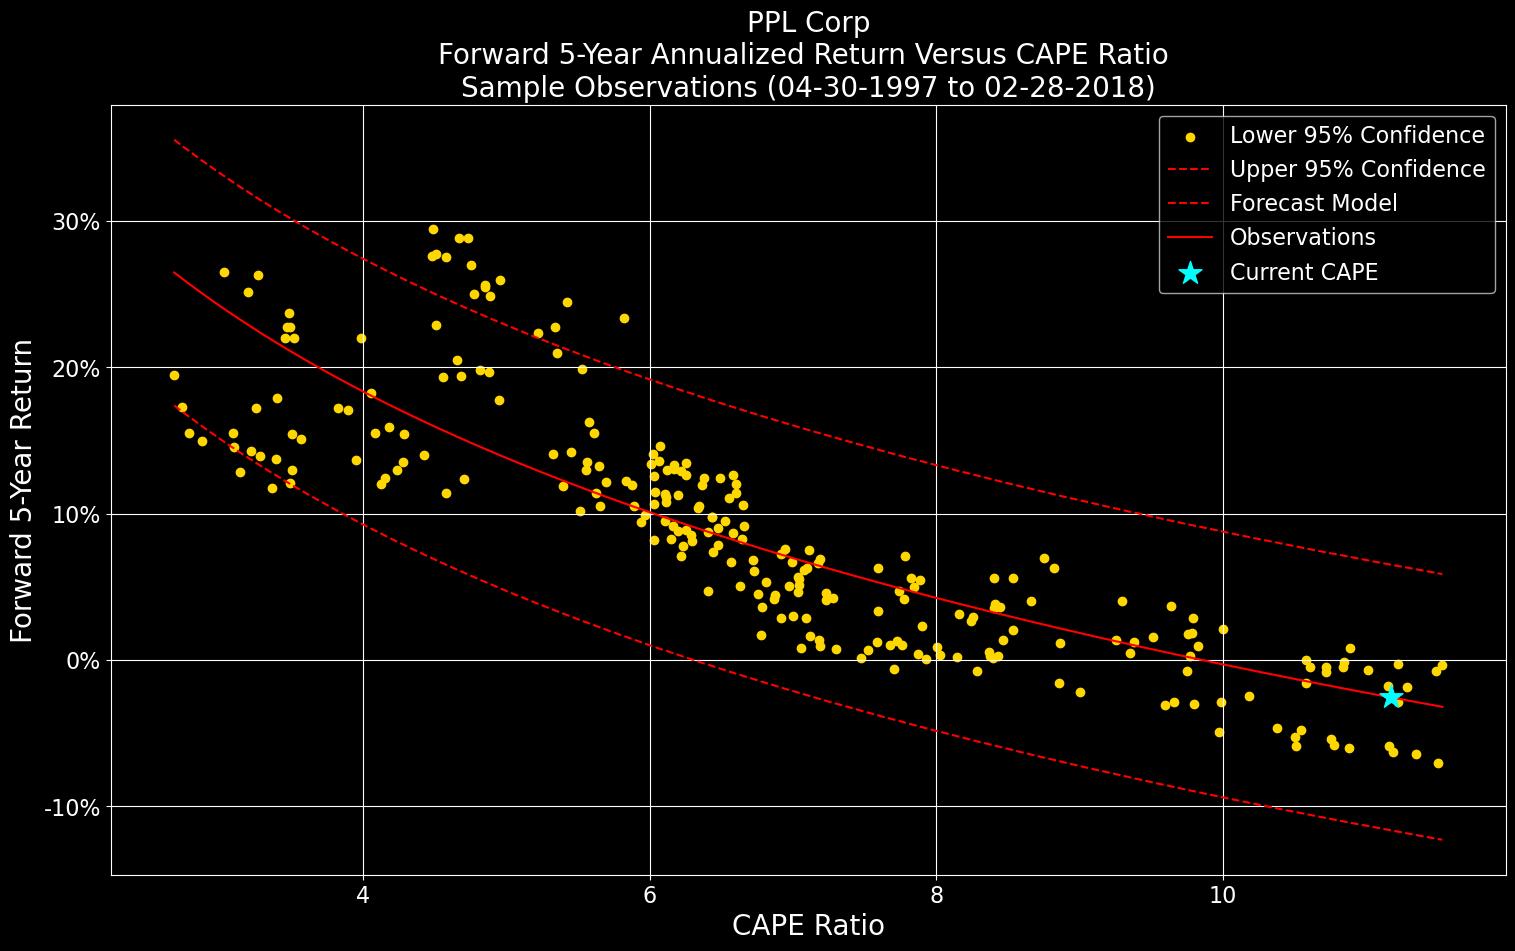 PPL Corp
Forward 5-Year Annualized Return Versus CAPE Ratio
Sample Observations (04-30-1997 to 02-28-2018)
Lower 95% Confidence
Upper 95% Confidence
Forecast Model
Observations
Current CAPE
Forward 5-Year Return
30%
20%
10%
0%
-10%
4
6
8
10
CAPE Ratio